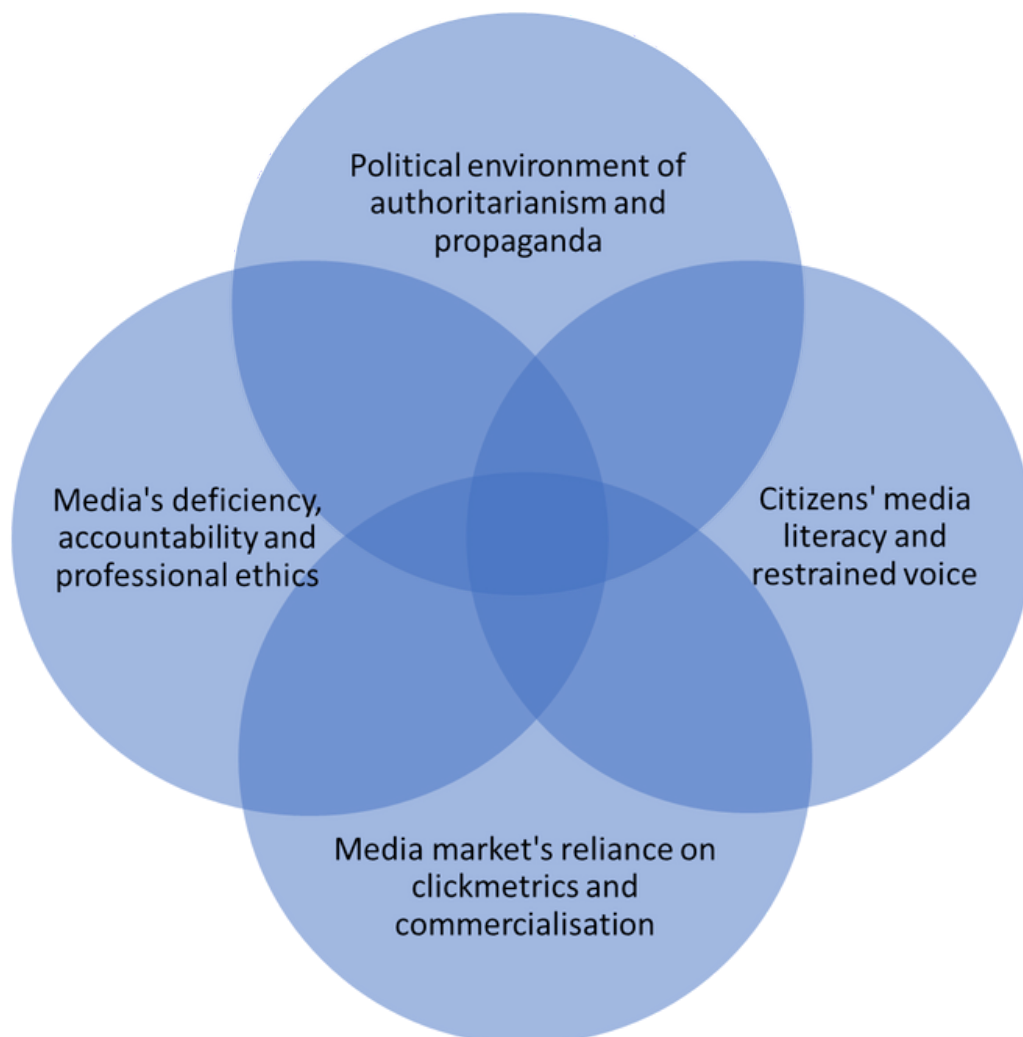 Political environment of
authoritarianism and
propaganda
Media's deficiency,
accountability and
professional ethics
Citizens' media
literacy and
restrained voice
Media market's reliance on
clickmetrics and
commercialisation